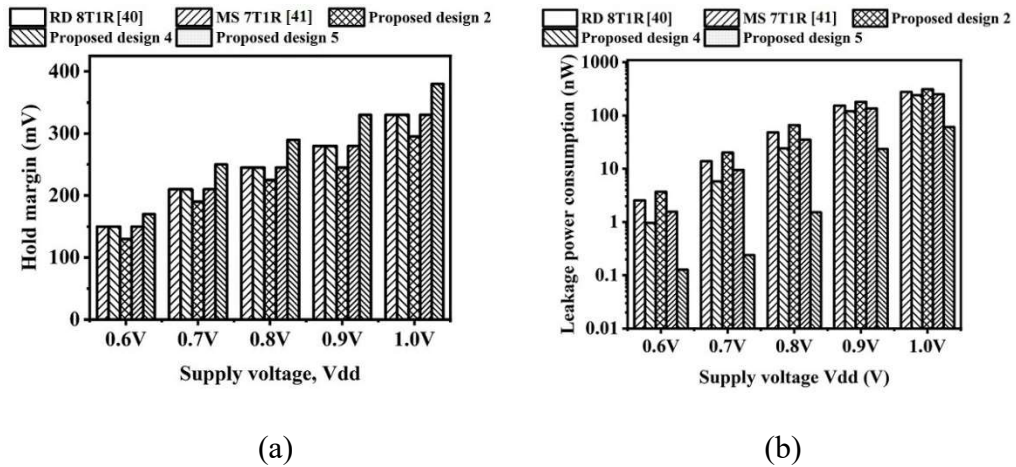 RD 8T1R [40] MS 7T1R [41] Proposed design 2
Proposed design 4 Proposed design 5
400
300
200
100
0
Hold margin (mV)
0.6V 0.7V 0.8V 0.9V 1.0V
Supply voltage, Vdd
(a)
RD 8T1R[40] MS 7T1R [41] Proposed design 2
Proposed design 4 Proposed design 5
1000
100
10
1
0.1
0.01
Leakage power consumption (nW)
0.6V 0.7V 0.8V 0.9V 1.0V
Supply voltage Vdd (V)
(b)